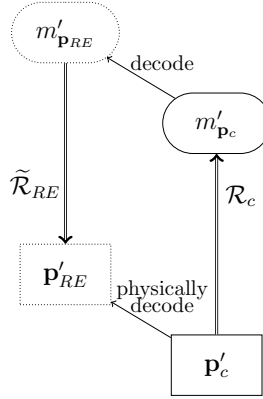 m′_{𝐩_{RE}}
decode
m′_{𝐩_c}
ℛ̃_{RE}
ℛ_c
𝐩′_{RE}
physically
decode
𝐩′_c